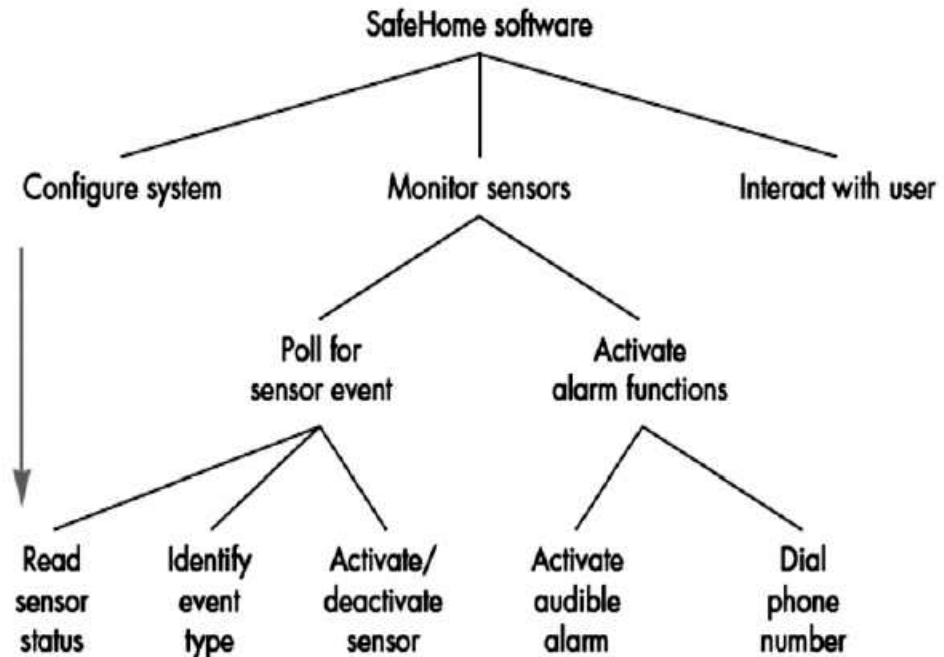 SafeHome software
Configure system
Monitor sensors
Interact with user
Poll for
sensor event
Activate
alarm functions
Read
sensor
status
Identify
event
type
Activate/
deactivate
sensor
Activate
audible
alarm
Dial
phone
number